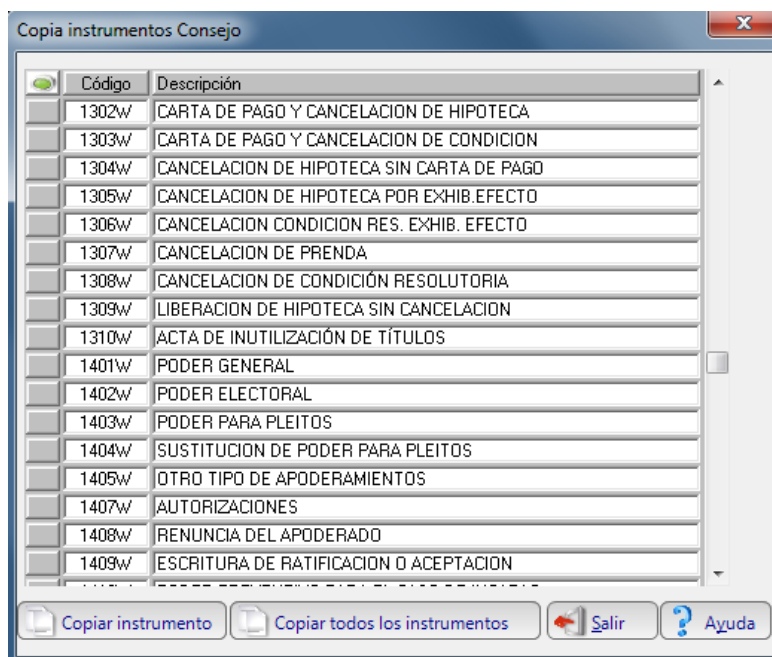 Copia instrumentos Consejo
Código Descripción
1302W CARTA DE PAGO Y CANCELACION DE HIPOTECA
1303W CARTA DE PAGO Y CANCELACION DE CONDICION
1304W CANCELACION DE HIPOTECA SIN CARTA DE PAGO
1305W CANCELACION DE HIPOTECA POR EXHIB.EFECTO
1306W CANCELACION CONDICION RES. EXHIB. EFECTO
1307W CANCELACION DE PRENDA
1308W CANCELACION DE CONDICIÓN RESOLUTORIA
1309W LIBERACION DE HIPOTECA SIN CANCELACION
1310W ACTA DE INUTILIZACIÓN DE TÍTULOS
1401W PODER GENERAL
1402W PODER ELECTORAL
1403W PODER PARA PLEITOS
1404W SUSTITUCION DE PODER PARA PLEITOS
1405W OTRO TIPO DE APODERAMIENTOS
1407W AUTORIZACIONES
1408W RENUNCIA DEL APODERADO
1409W ESCRITURA DE RATIFICACION O ACEPTACION
Copiar instrumento Copiar todos los instrumentos Salir Ayuda